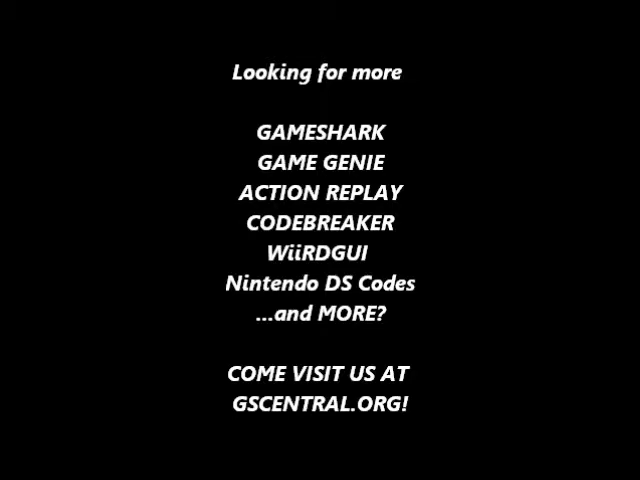 Looking for more
GAMESHARK
GAME GENIE
ACTION REPLAY
CODEBREAKER
WiiRDGUI
Nintendo DS Codes
...and MORE?
COME VISIT US AT
GSCENTRAL.ORG!